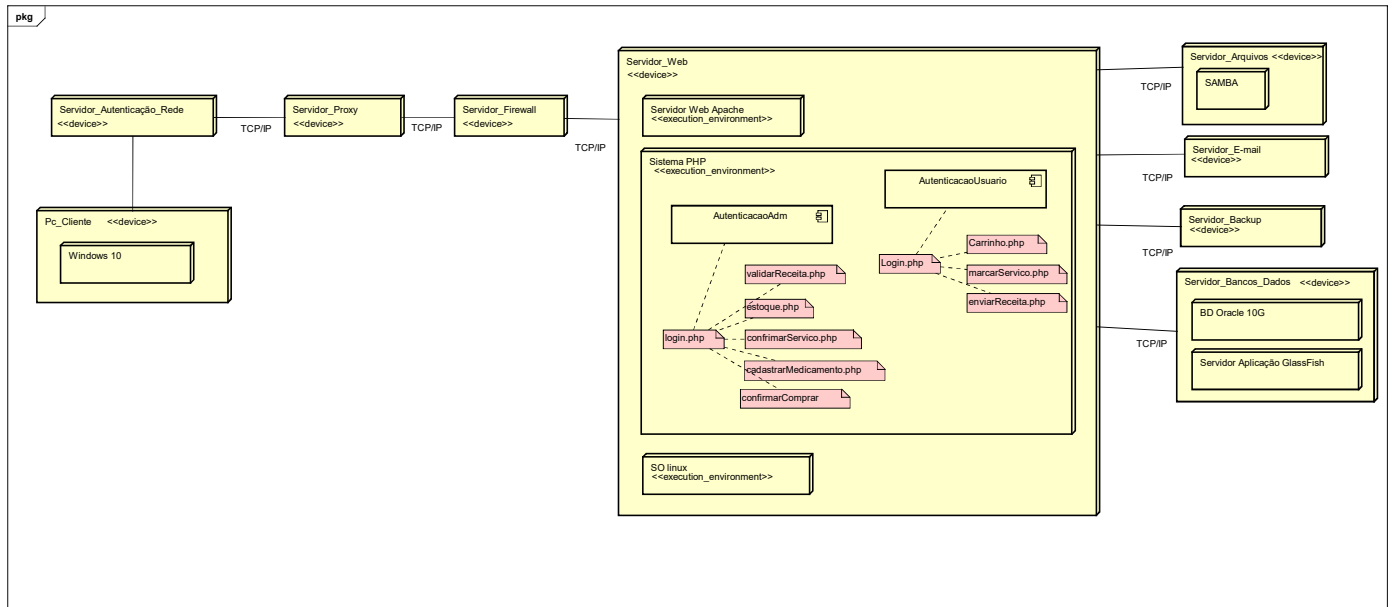 pkg
Servidor_Autenticação_Rede
<<device>>
TCP/IP
Servidor_Proxy
<<device>>
TCP/IP
Servidor_Firewall
<<device>>
TCP/IP
Pc_Cliente <<device>>
Windows 10
Servidor_Web
<<device>>
Servidor Web Apache
<<execution_environment>>
Sistema PHP
<<execution_environment>>
AutenticacaoAdm
validarReceita.php
estoque.php
login.php
confrimarServico.php
cadastrarMedicamento.php
confirmarComprar
AutenticacaoUsuario
Carrinho.php
Login.php
marcarServico.php
enviarReceita.php
SO linux
<<execution_environment>>
Servidor_Arquivos <<device>>
SAMBA
TCP/IP
Servidor_E-mail
<<device>>
TCP/IP
Servidor_Backup
<<device>>
TCP/IP
Servidor_Bancos_Dados <<device>>
BD Oracle 10G
TCP/IP
Servidor Aplicação GlassFish